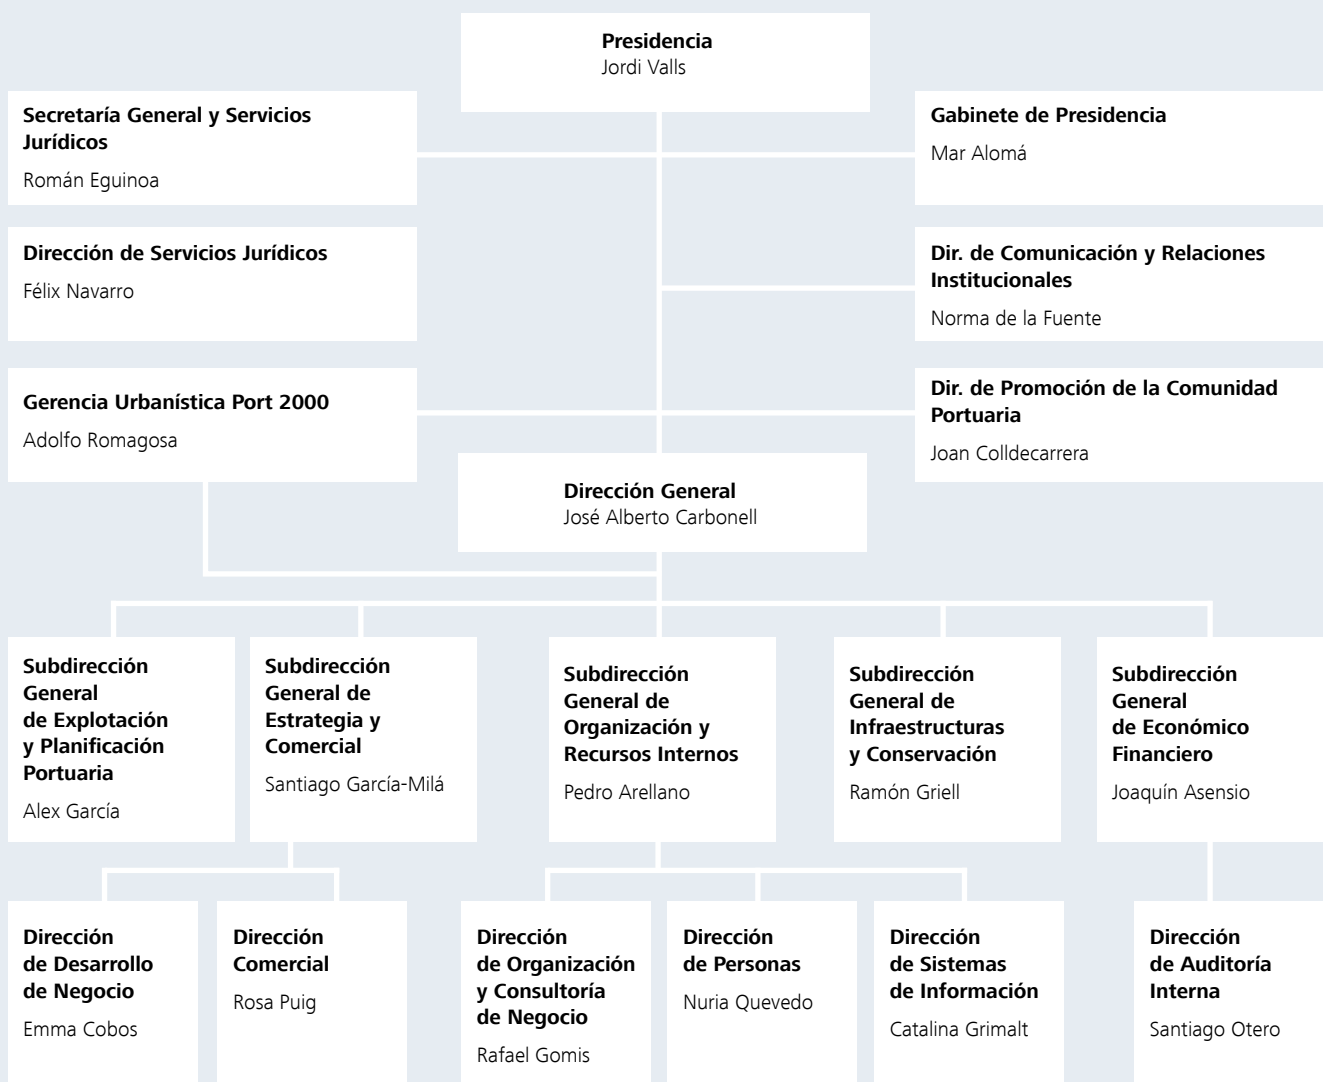 Presidencia
Jordi Valls
Secretaría General y Servicios
Jurídicos
Román Eguinoa
Gabinete de Presidencia
Mar Alomá
Dirección de Servicios Jurídicos
Félix Navarro
Dir. de Comunicación y Relaciones
Institucionales
Norma de la Fuente
Gerencia Urbanística Port 2000
Adolfo Romagosa
Dir. de Promoción de la Comunidad
Portuaria
Joan Colldecarrera
Dirección General
José Alberto Carbonell
Subdirección
General
de Explotación
y Planificación
Portuaria
Alex García
Subdirección
General de
Estrategia y
Comercial
Santiago García-Milá
Subdirección
General de
Organización y
Recursos Internos
Pedro Arellano
Subdirección
General de
Infraestructuras
y Conservación
Ramón Griell
Subdirección
General
de Económico
Financiero
Joaquín Asensio
Dirección
de Desarrollo
de Negocio
Emma Cobos
Dirección
Comercial
Rosa Puig
Dirección
de Organización
y Consultoría
de Negocio
Rafael Gomis
Dirección
de Personas
Nuria Quevedo
Dirección
de Sistemas
de Información
Catalina Grimalt
Dirección
de Auditoría
Interna
Santiago Otero